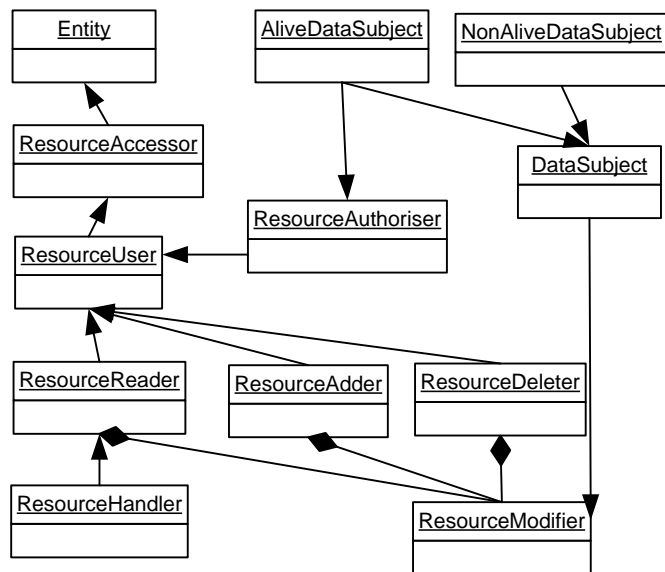 Entity
AliveDataSubject
NonAliveDataSubject
ResourceAccessor
DataSubject
ResourceAuthoriser
ResourceUser
ResourceReader
ResourceAdder
ResourceDeleter
ResourceHandler
ResourceModifier